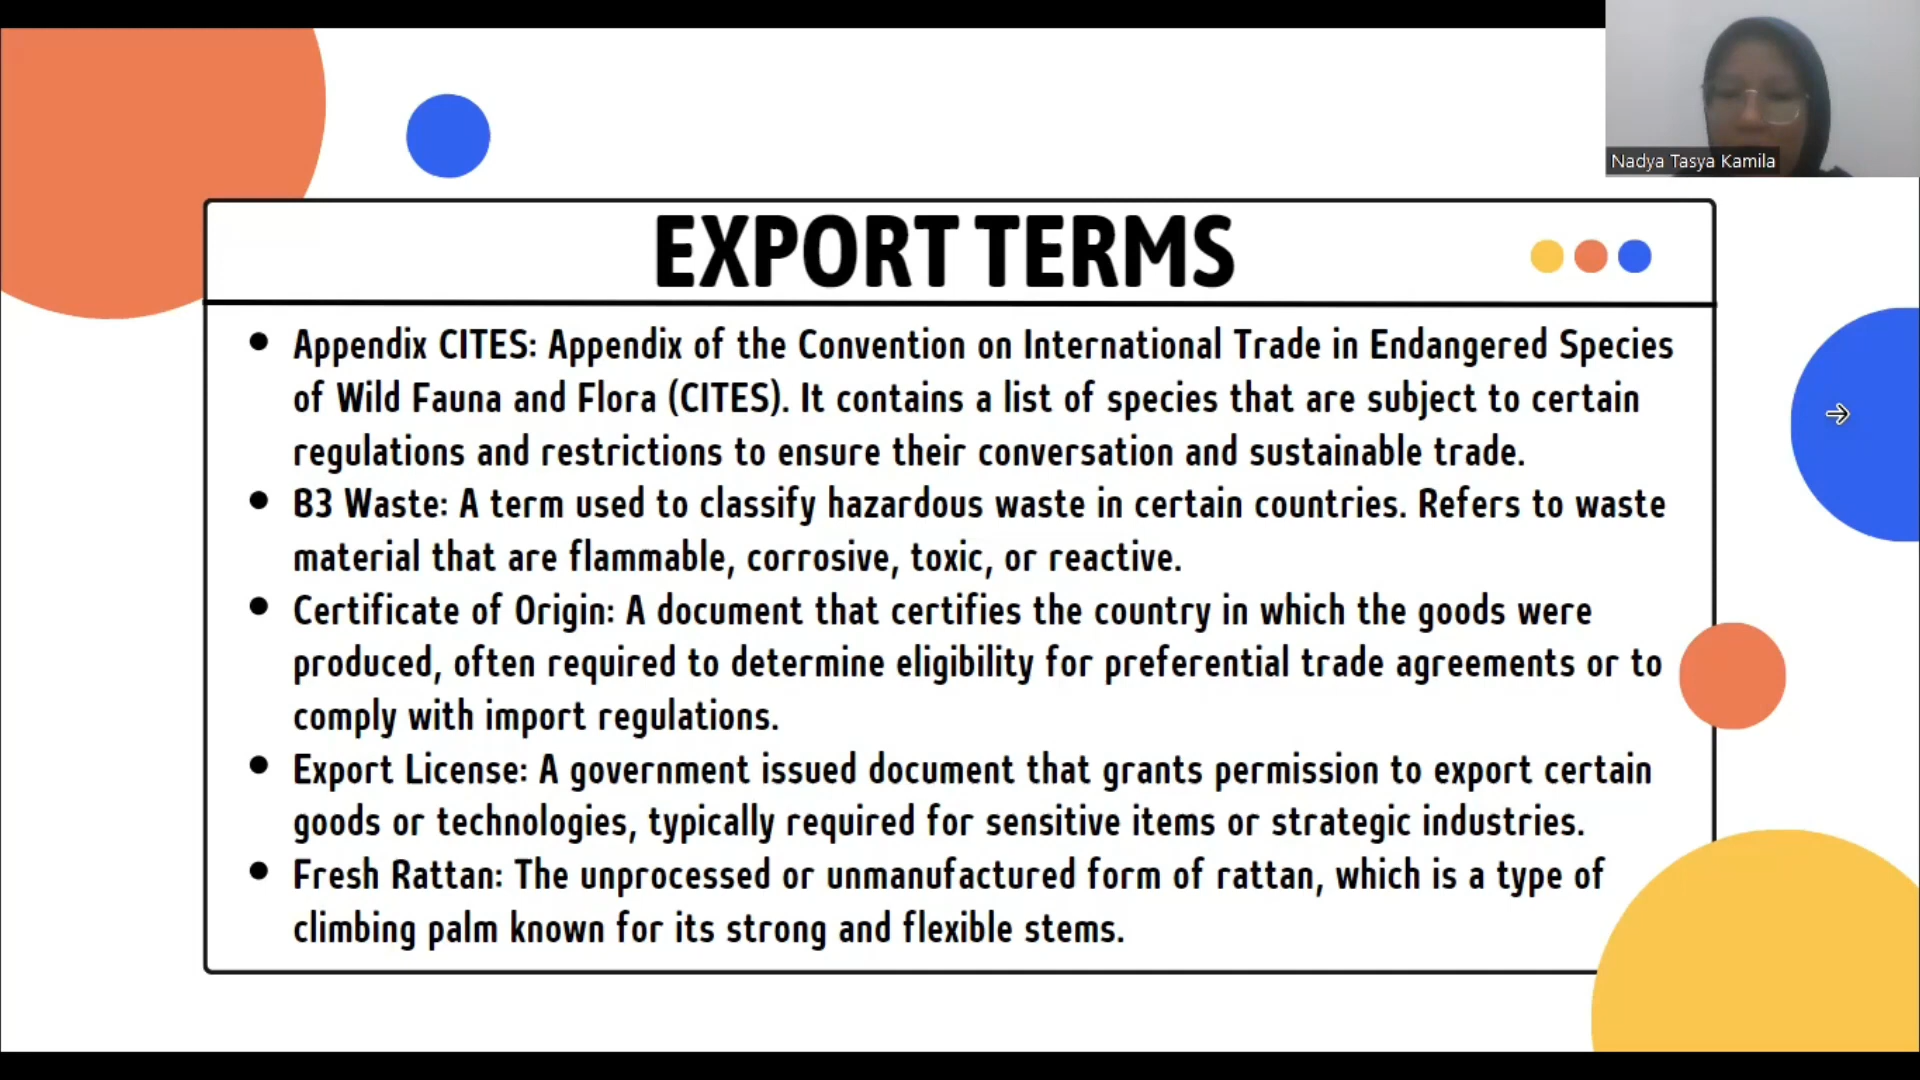 Nadya Tasya Kamila
EXPORT TERMS
• Appendix CITES: Appendix of the Convention on International Trade in Endangered Species
of Wild Fauna and Flora (CITES). It contains a list of species that are subject to certain
regulations and restrictions to ensure their conversation and sustainable trade.
• B3 Waste: A term used to classify hazardous waste in certain countries. Refers to waste
material that are flammable, corrosive, toxic, or reactive.
• Certificate of Origin: A document that certifies the country in which the goods were
produced, often required to determine eligibility for preferential trade agreements or to
comply with import regulations.
• Export License: A government issued document that grants permission to export certain
goods or technologies, typically required for sensitive items or strategic industries.
• Fresh Rattan: The unprocessed or unmanufactured form of rattan, which is a type of
climbing palm known for its strong and flexible stems.